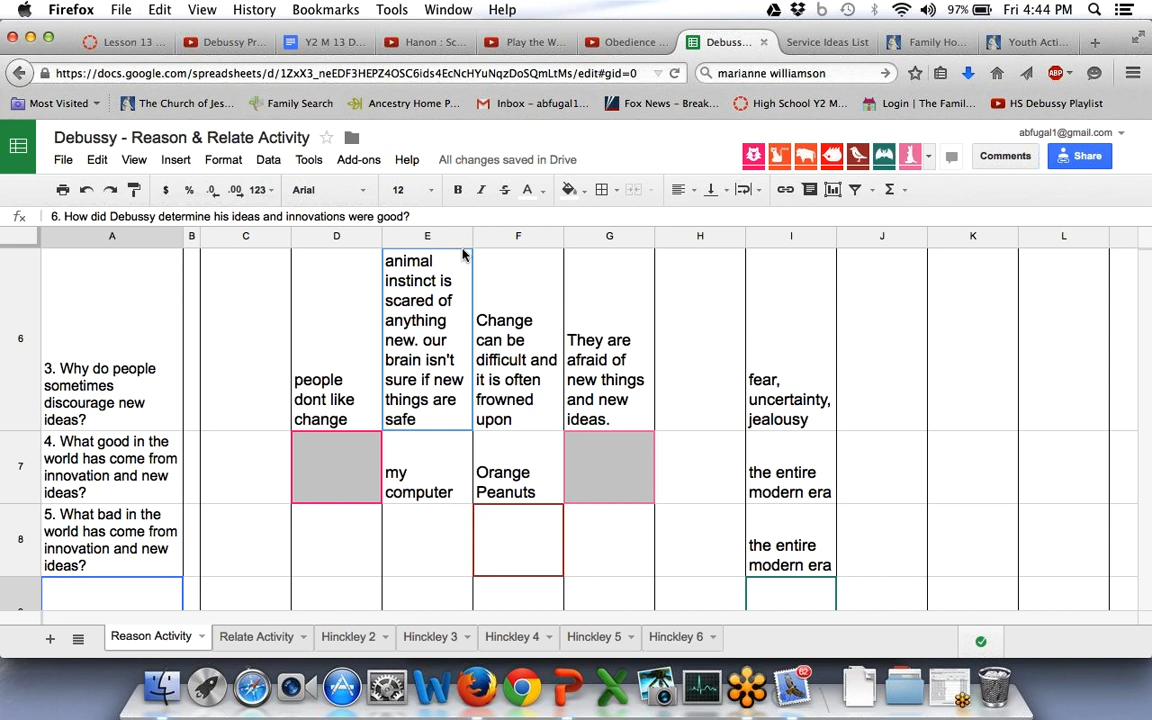 Firefox File Edit View History Bookmarks Tools Window Help 97% Fri 4:44 PM
Lesson 13 ... Debussy Pr... Y2 M 13 D... Hanon : Sc... Play the W... Obedience ... Debuss... Service Ideas List Family Ho... Youth Activ...
https://docs.google.com/spreadsheets/d/1ZxX3_neEDF3HEPZ4OSC6ids4EcNcHYuNqzDoSQmLtMs/edit#gid=0 marianne williamson ABP
Most Visited The Church of Jes... Family Search Ancestry Home P... Inbox – abfugal1... Fox News – Break... High School Y2 M... Login | The Famil... HS Debussy Playlist
Debussy - Reason & Relate Activity
abfugal1@gmail.com
File Edit View Insert Format Data Tools Add-ons Help All changes saved in Drive
Comments Share
$ % .0 .00 123 Arial 12 B I S A Σ
fx 6. How did Debussy determine his ideas and innovations were good?
A B C D E F G H I J K L
6
3. Why do people
sometimes
discourage new
ideas?
people
dont like
change
animal
instinct is
scared of
anything
new. our
brain isn't
sure if new
things are
safe
Change
can be
difficult and
it is often
frowned
upon
They are
afraid of
new things
and new
ideas.
fear,
uncertainty,
jealousy
7
4. What good in the
world has come from
innovation and new
ideas?
my
computer
Orange
Peanuts
the entire
modern era
8
5. What bad in the
world has come from
innovation and new
ideas?
the entire
modern era
Reason Activity Relate Activity Hinckley 2 Hinckley 3 Hinckley 4 Hinckley 5 Hinckley 6